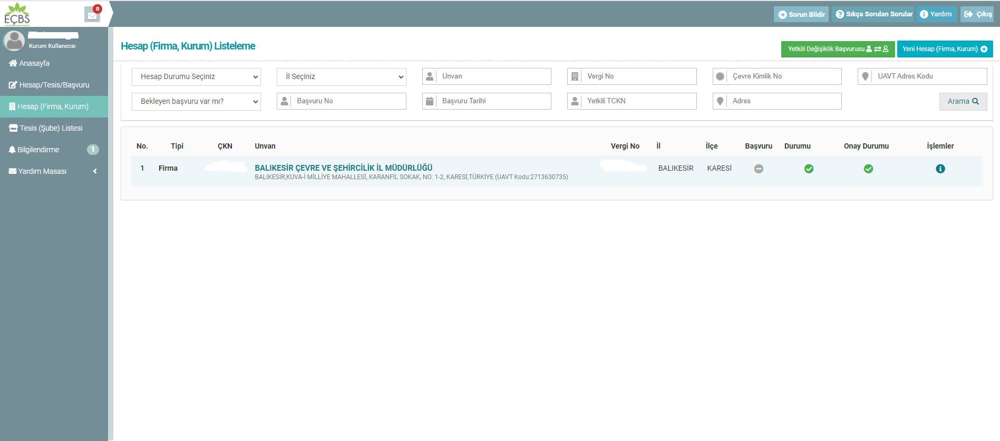 EÇBS
0
Sorun Bildir
Sıkça Sorulan Sorular
Yardım
Çıkış
Kurum Kullanıcısı
Anasayfa
Hesap/Tesis/Başvuru
Hesap (Firma, Kurum)
Tesis (Şube) Listesi
Bilgilendirme 1
Yardım Masası
Hesap (Firma, Kurum) Listeleme
Yetkili Değişiklik Başvurusu
Yeni Hesap (Firma, Kurum)
Hesap Durumu Seçiniz İl Seçiniz Unvan Vergi No Çevre Kimlik No UAVT Adres Kodu
Bekleyen başvuru var mı? Başvuru No Başvuru Tarihi Yetkili TCKN Adres Arama
No. Tipi ÇKN Unvan Vergi No İl İlçe Başvuru Durumu Onay Durumu İşlemler
1 Firma BALIKESİR ÇEVRE VE ŞEHİRCİLİK İL MÜDÜRLÜĞÜ BALIKESİR KARESİ
BALIKESİR,KUVA-İ MİLLİYE MAHALLESİ, KARANFİL SOKAK, NO: 1-2, KARESİ,TÜRKİYE (UAVT Kodu:2713630735)